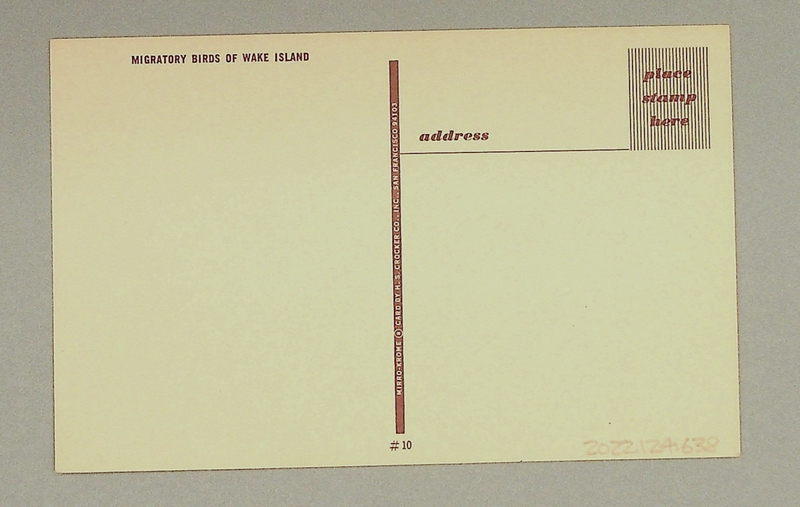 MIGRATORY BIRDS OF WAKE ISLAND
MIRRO-KROME ® CARD BY H. S. CROCKER CO., INC., SAN FRANCISCO 94103
address
place
stamp
here
#10